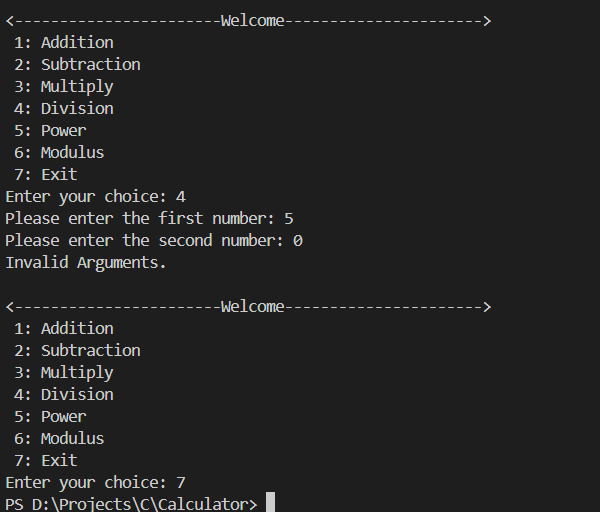 <-----------------------Welcome---------------------->
1: Addition
2: Subtraction
3: Multiply
4: Division
5: Power
6: Modulus
7: Exit
Enter your choice: 4
Please enter the first number: 5
Please enter the second number: 0
Invalid Arguments.
<-----------------------Welcome---------------------->
1: Addition
2: Subtraction
3: Multiply
4: Division
5: Power
6: Modulus
7: Exit
Enter your choice: 7
PS D:\Projects\C\Calculator>